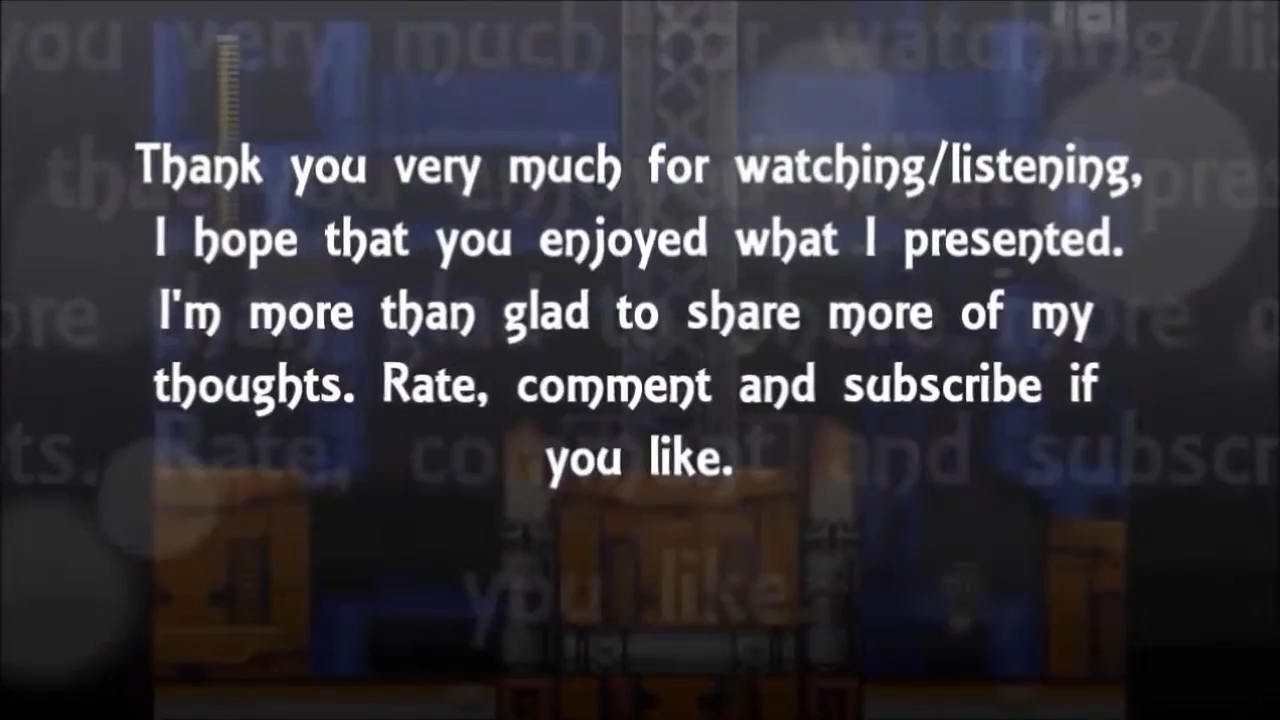 Thank you very much for watching/listening,
I hope that you enjoyed what I presented.
I'm more than glad to share more of my
thoughts. Rate, comment and subscribe if
you like.